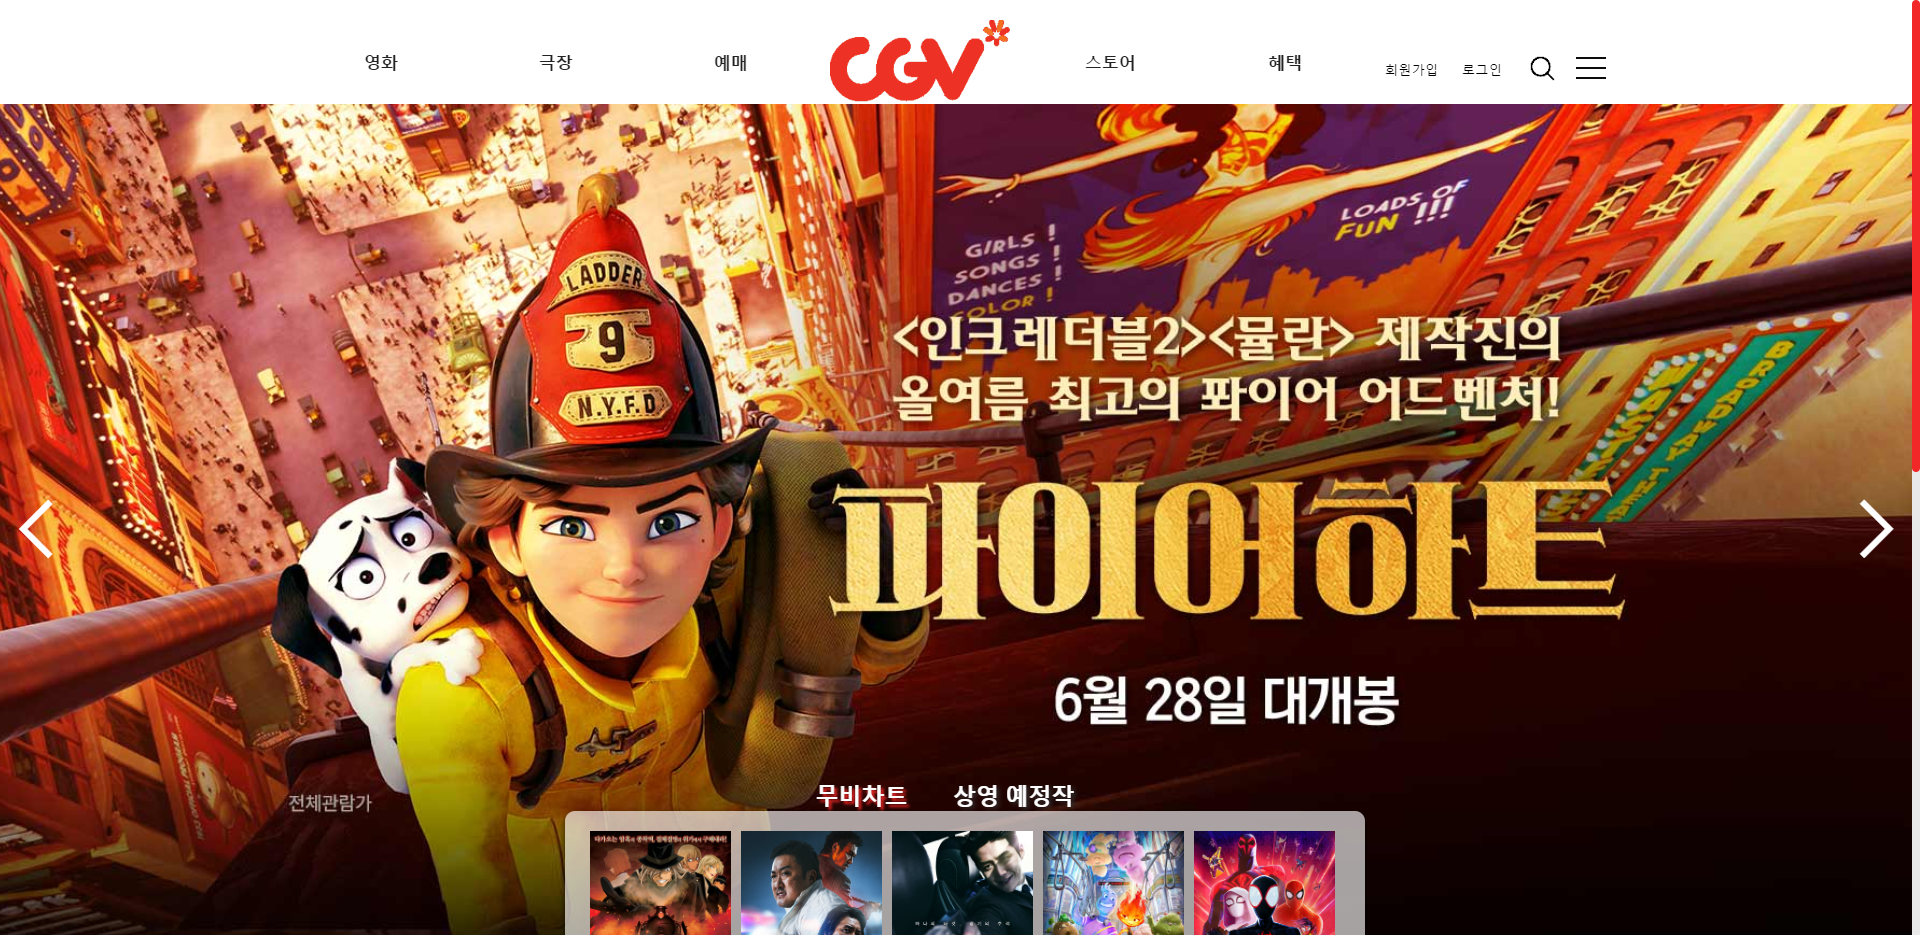 영화
극장
예매
CGV
스토어
혜택
회원가입
로그인
LOADS OF
FUN !!!
GIRLS !
SONGS !
DANCES !
COLOR !
BROADWAY
LADDER
9
N.Y.F.D
<인크레더블2><뮬란> 제작진의
올여름 최고의 퐈이어 어드벤처!
파이어하트
6월 28일 대개봉
전체관람가
무비차트
상영 예정작